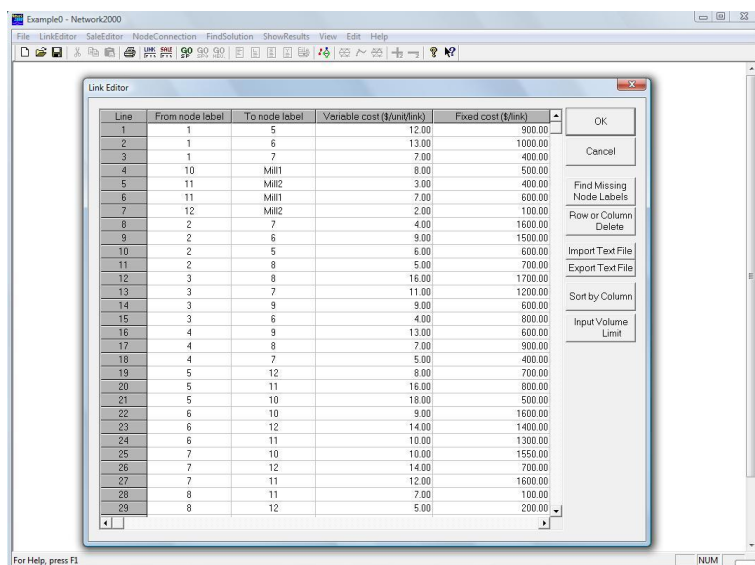 Example0 - Network2000
File LinkEditor SaleEditor NodeConnection FindSolution ShowResults View Edit Help
LINK PTS SALE PTS GO SP GO SPG GO NEG
Link Editor
Line From node label To node label Variable cost ($/unit/link) Fixed cost ($/link)
1 1 5 12.00 900.00
2 1 6 13.00 1000.00
3 1 7 7.00 400.00
4 10 Mill1 8.00 500.00
5 11 Mill2 3.00 400.00
6 11 Mill1 7.00 600.00
7 12 Mill2 2.00 100.00
8 2 7 4.00 1600.00
9 2 6 9.00 1500.00
10 2 5 6.00 600.00
11 2 8 5.00 700.00
12 3 8 16.00 1700.00
13 3 7 11.00 1200.00
14 3 9 9.00 600.00
15 3 6 4.00 800.00
16 4 9 13.00 600.00
17 4 8 7.00 900.00
18 4 7 5.00 400.00
19 5 12 8.00 700.00
20 5 11 16.00 800.00
21 5 10 18.00 500.00
22 6 10 9.00 1600.00
23 6 12 14.00 1400.00
24 6 11 10.00 1300.00
25 7 10 10.00 1550.00
26 7 12 14.00 700.00
27 7 11 12.00 1600.00
28 8 11 7.00 100.00
29 8 12 5.00 200.00
OK
Cancel
Find Missing
Node Labels
Row or Column
Delete
Import Text File
Export Text File
Sort by Column
Input Volume
Limit
For Help, press F1
NUM